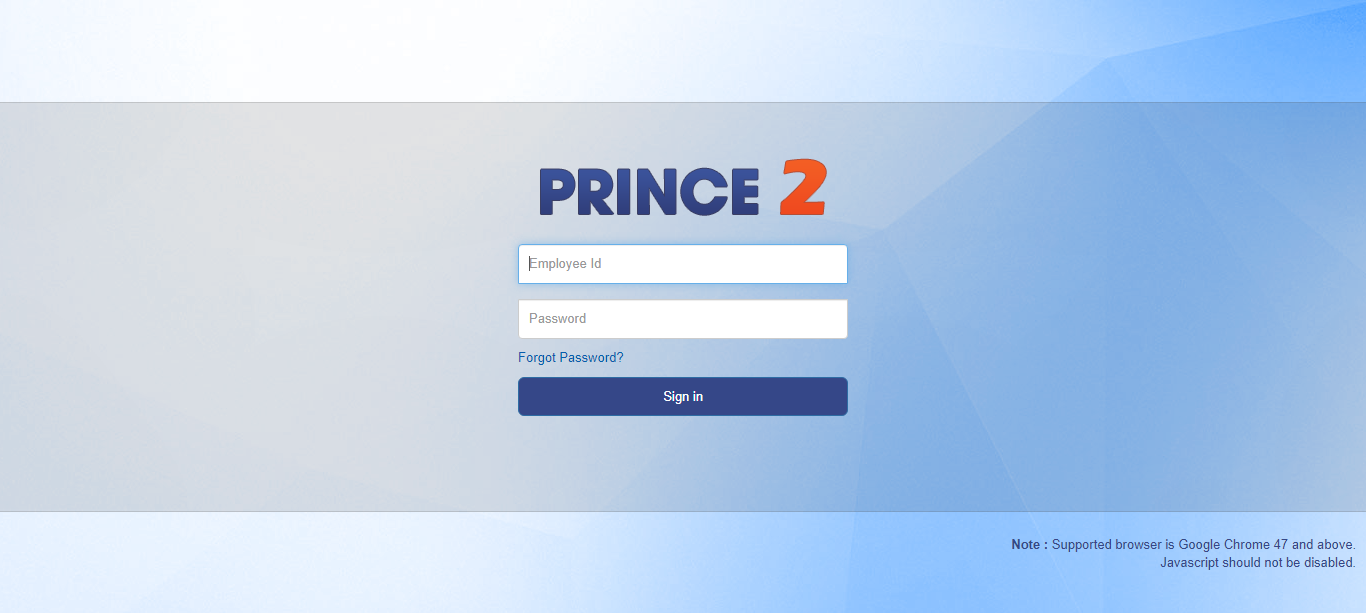 PRINCE 2
Employee Id
Password
Forgot Password?
Sign in
Note : Supported browser is Google Chrome 47 and above.
Javascript should not be disabled.